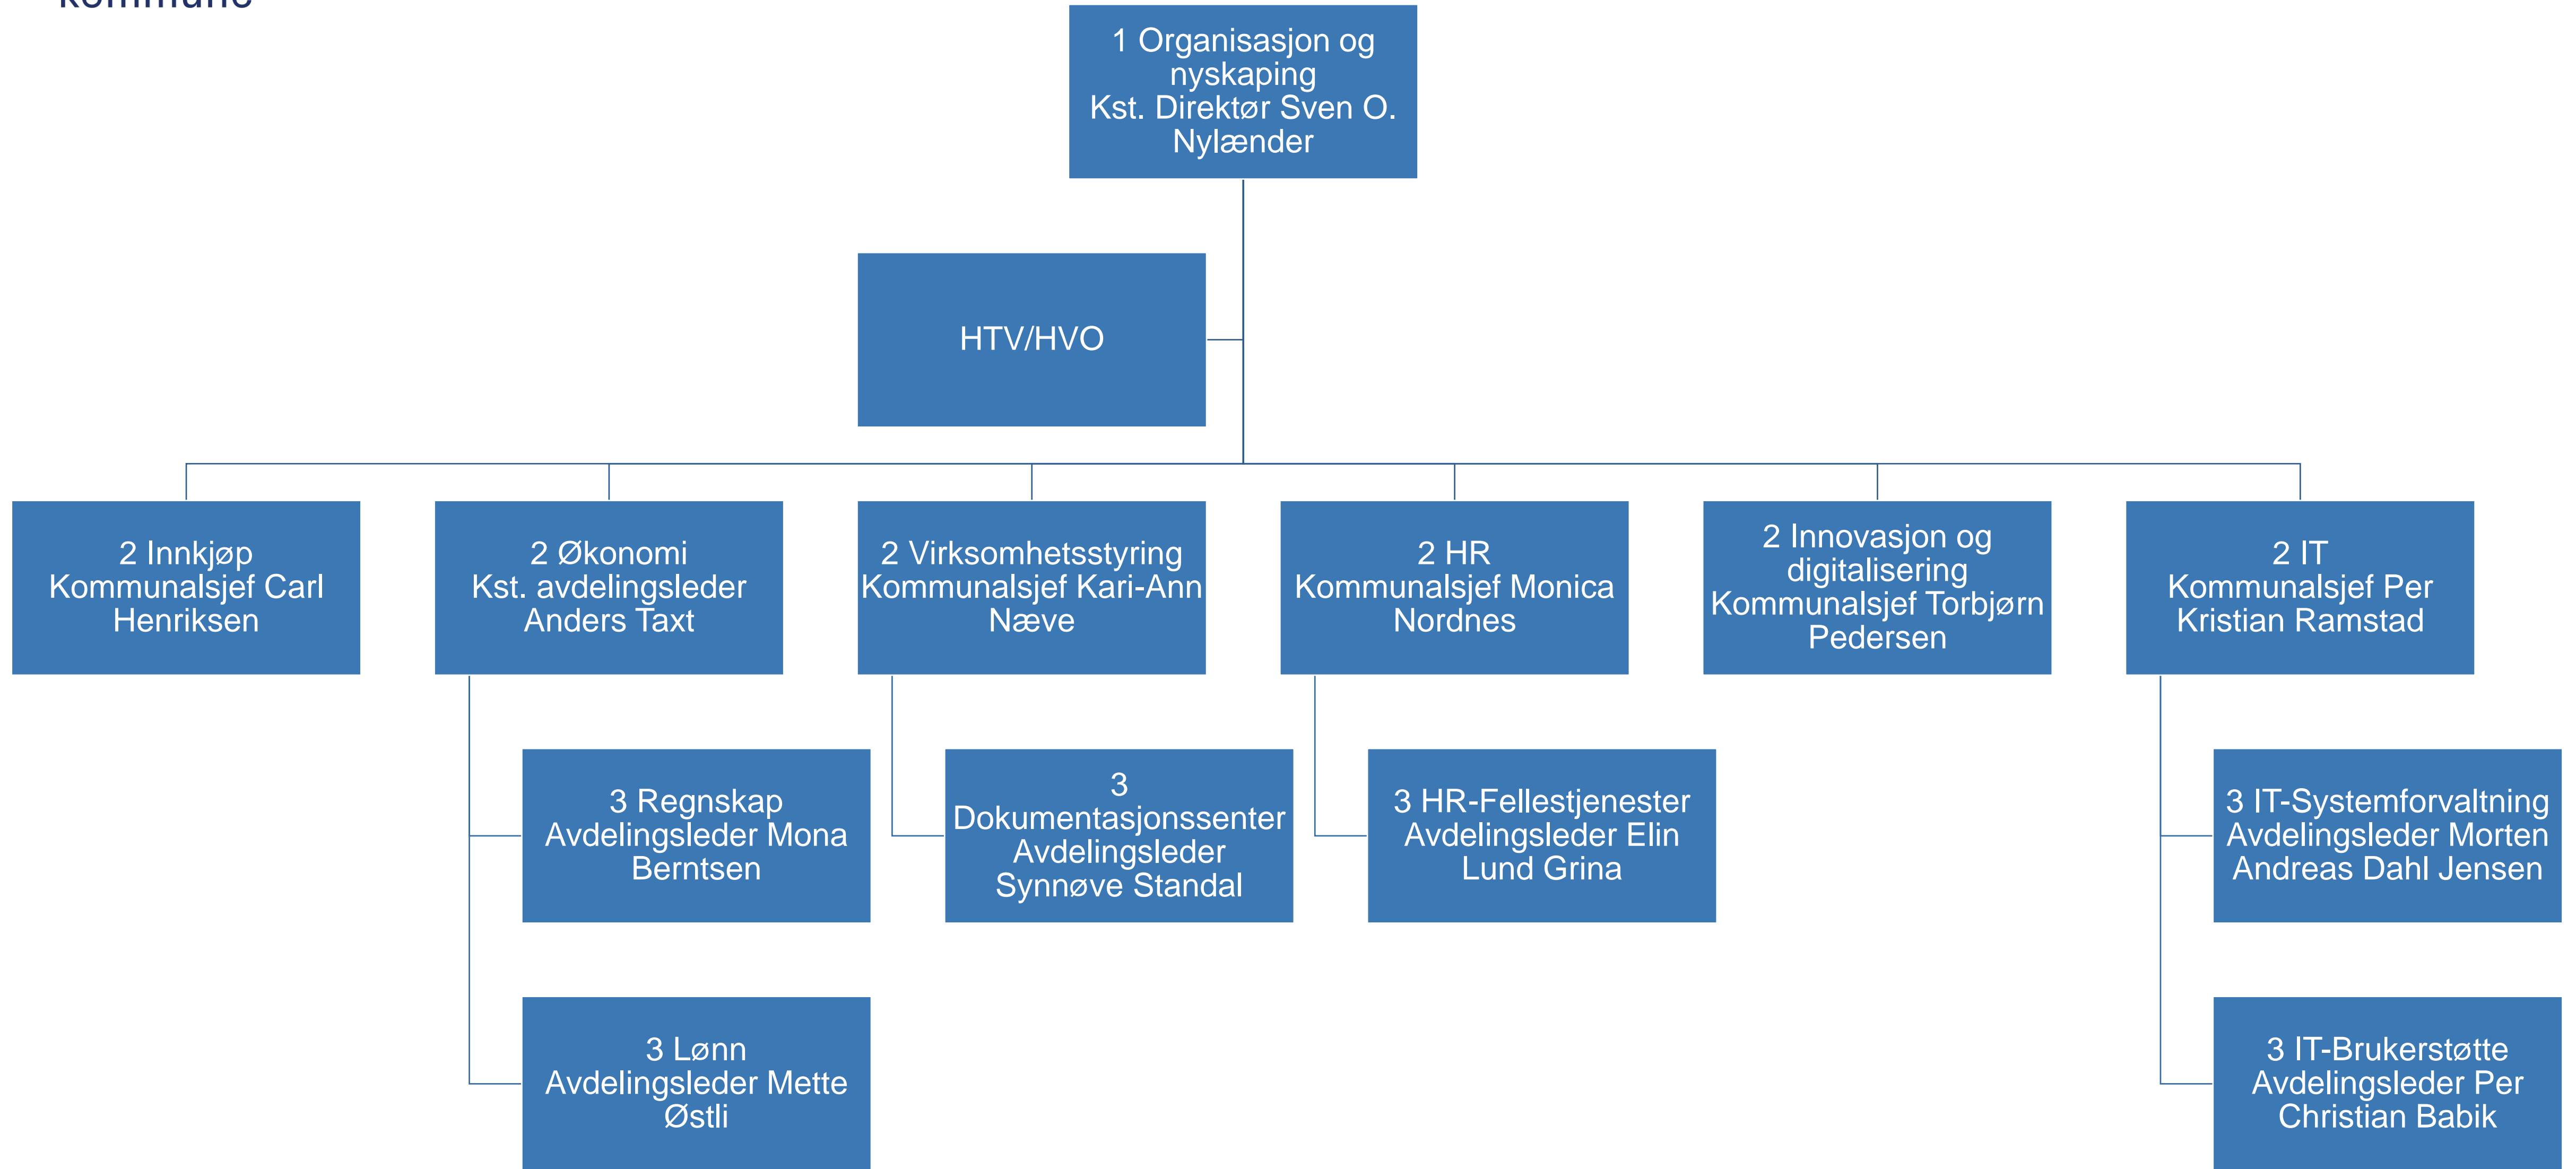 kommune
1 Organisasjon og
nyskaping
Kst. Direktør Sven O.
Nylænder
HTV/HVO
2 Innkjøp
Kommunalsjef Carl
Henriksen
2 Økonomi
Kst. avdelingsleder
Anders Taxt
2 Virksomhetsstyring
Kommunalsjef Kari-Ann
Næve
2 HR
Kommunalsjef Monica
Nordnes
2 Innovasjon og
digitalisering
Kommunalsjef Torbjørn
Pedersen
2 IT
Kommunalsjef Per
Kristian Ramstad
3 Regnskap
Avdelingsleder Mona
Berntsen
3
Dokumentasjonssenter
Avdelingsleder
Synnøve Standal
3 HR-Fellestjenester
Avdelingsleder Elin
Lund Grina
3 IT-Systemforvaltning
Avdelingsleder Morten
Andreas Dahl Jensen
3 Lønn
Avdelingsleder Mette
Østli
3 IT-Brukerstøtte
Avdelingsleder Per
Christian Babik